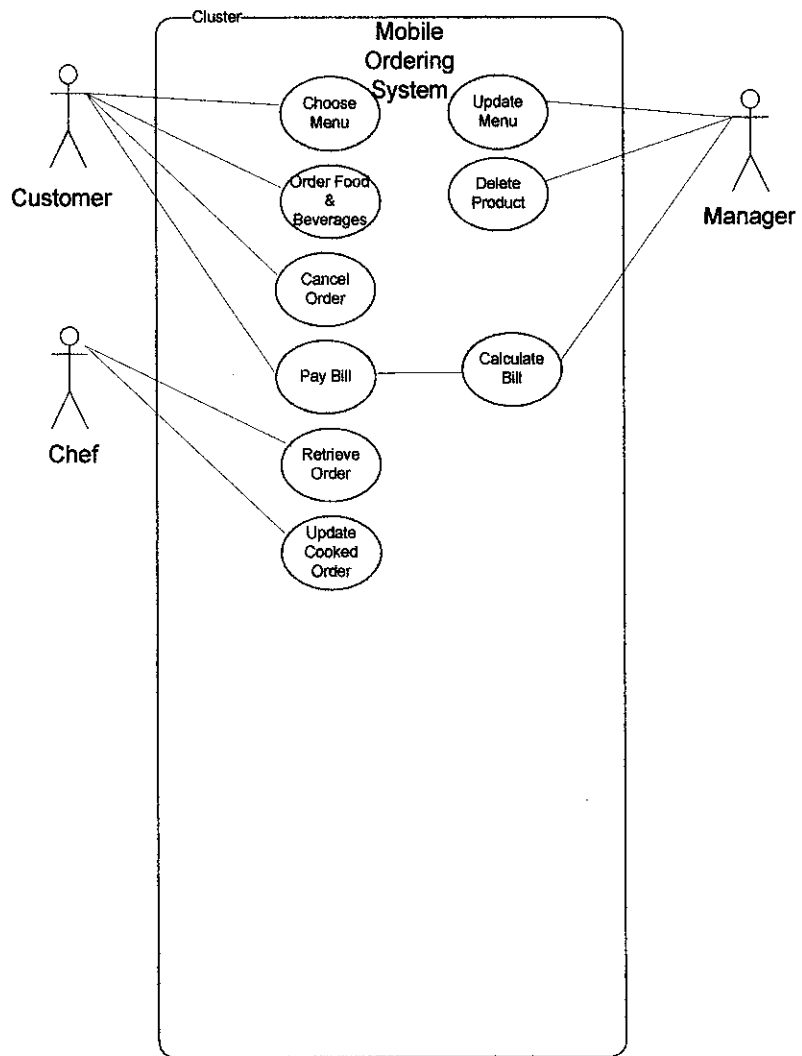 Cluster
Mobile
Ordering
System
Choose
Menu
Update
Menu
Order Food
&
Beverages
Delete
Product
Customer
Manager
Cancel
Order
Pay Bill
Calculate
Bill
Chef
Retrieve
Order
Update
Cooked
Order